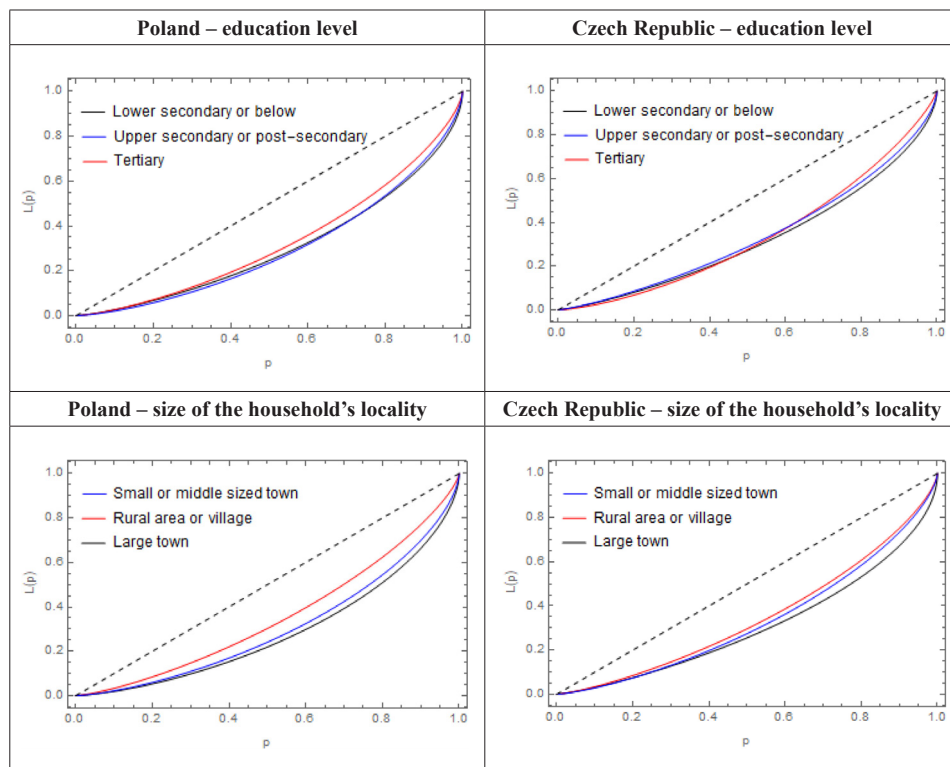 Poland – education level
Czech Republic – education level
1.0
0.8
0.6
0.4
0.2
0.0
L(p)
Lower secondary or below
Upper secondary or post−secondary
Tertiary
0.0 0.2 0.4 0.6 0.8 1.0
p
1.0
0.8
0.6
0.4
0.2
0.0
L(p)
Lower secondary or below
Upper secondary or post−secondary
Tertiary
0.0 0.2 0.4 0.6 0.8 1.0
p
Poland – size of the household’s locality
Czech Republic – size of the household’s locality
1.0
0.8
0.6
0.4
0.2
0.0
L(p)
Small or middle sized town
Rural area or village
Large town
0.0 0.2 0.4 0.6 0.8 1.0
p
1.0
0.8
0.6
0.4
0.2
0.0
L(p)
Small or middle sized town
Rural area or village
Large town
0.0 0.2 0.4 0.6 0.8 1.0
p